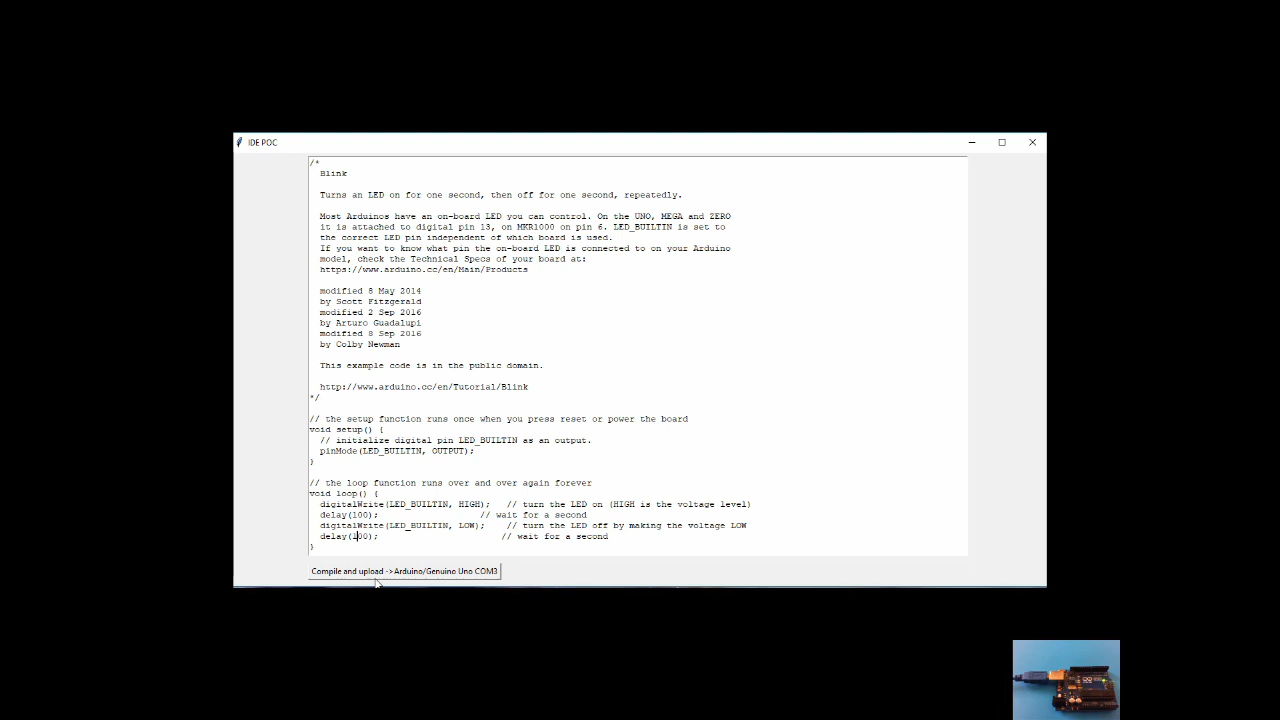 IDE POC
/*
Blink
Turns an LED on for one second, then off for one second, repeatedly.
Most Arduinos have an on-board LED you can control. On the UNO, MEGA and ZERO
it is attached to digital pin 13, on MKR1000 on pin 6. LED_BUILTIN is set to
the correct LED pin independent of which board is used.
If you want to know what pin the on-board LED is connected to on your Arduino
model, check the Technical Specs of your board at:
https://www.arduino.cc/en/Main/Products
modified 8 May 2014
by Scott Fitzgerald
modified 2 Sep 2016
by Arturo Guadalupi
modified 8 Sep 2016
by Colby Newman
This example code is in the public domain.
http://www.arduino.cc/en/Tutorial/Blink
*/
// the setup function runs once when you press reset or power the board
void setup() {
// initialize digital pin LED_BUILTIN as an output.
pinMode(LED_BUILTIN, OUTPUT);
}
// the loop function runs over and over again forever
void loop() {
digitalWrite(LED_BUILTIN, HIGH); // turn the LED on (HIGH is the voltage level)
delay(100); // wait for a second
digitalWrite(LED_BUILTIN, LOW); // turn the LED off by making the voltage LOW
delay(100); // wait for a second
}
Compile and upload ->Arduino/Genuino Uno COM3